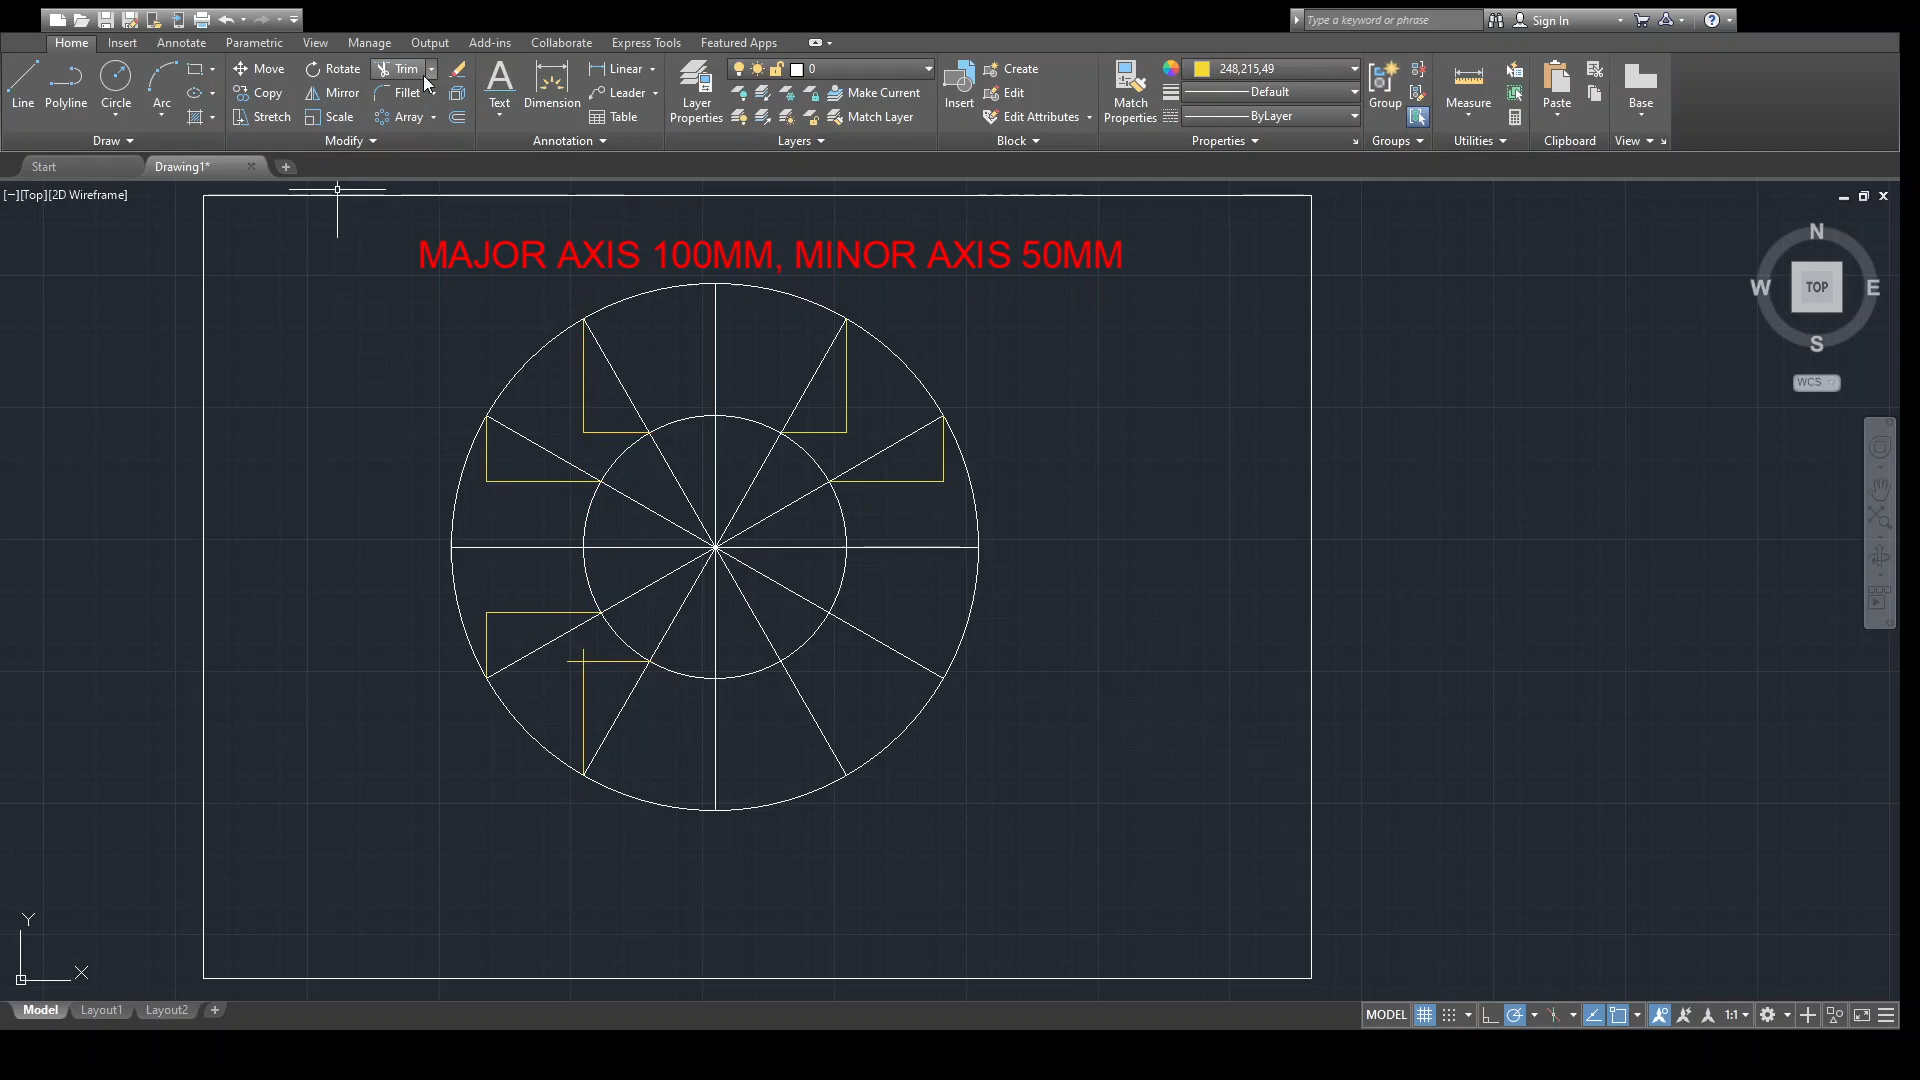 Type a keyword or phrase
Sign In
Home Insert Annotate Parametric View Manage Output Add-ins Collaborate Express Tools Featured Apps
Line Polyline Circle Arc
Move Rotate Trim
Copy Mirror Fillet
Stretch Scale Array
Text Dimension
Linear
Leader
Table
Layer Properties
0
Make Current
Match Layer
Insert
Create
Edit
Edit Attributes
Match Properties
248,215,49
Default
ByLayer
Group
Measure
Paste
Base
Draw Modify Annotation Layers Block Properties Groups Utilities Clipboard View
Start Drawing1*
[−][Top][2D Wireframe]
MAJOR AXIS 100MM, MINOR AXIS 50MM
N
W TOP E
S
WCS
Y
X
Model Layout1 Layout2
MODEL 1:1